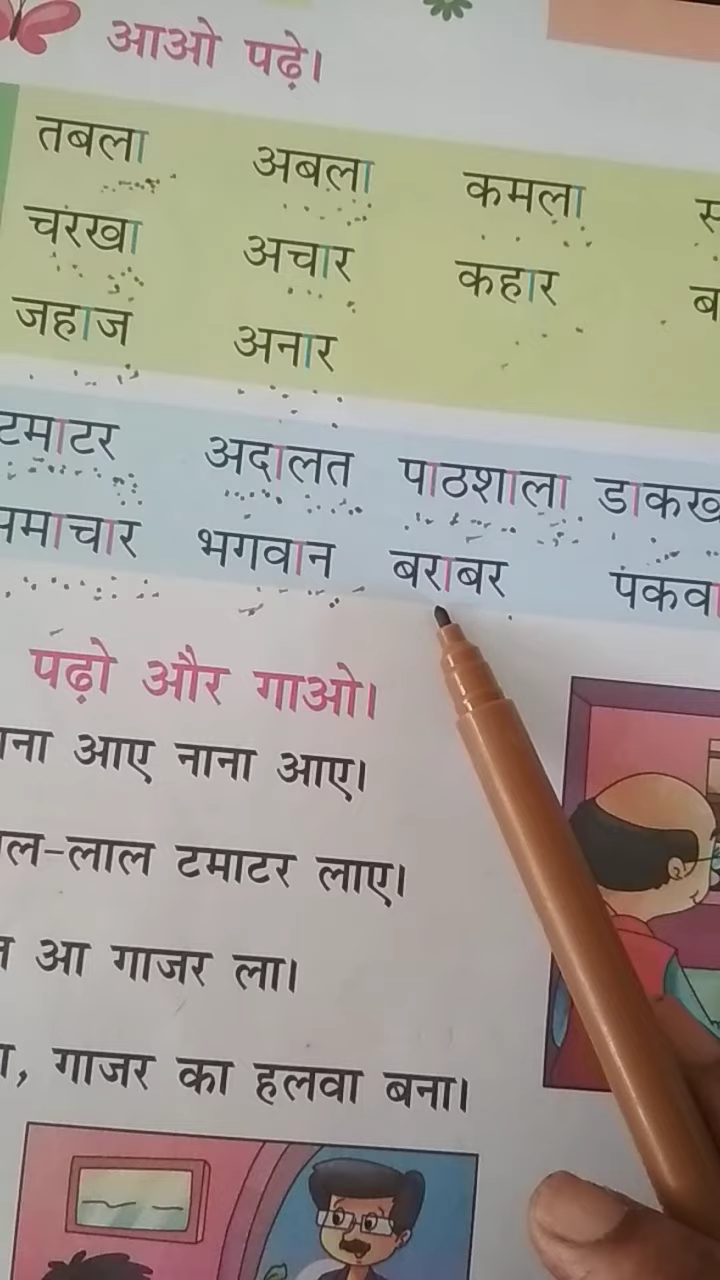 आओ पढ़े।
तबला अबला कमला
चरखा अचार कहार
जहाज अनार
टमाटर अदालत पाठशाला
भगवान बराबर
पढ़ो और गाओ।
आए नाना आए।
लाल टमाटर लाए।
आ गाजर ला।
गाजर का हलवा बना।